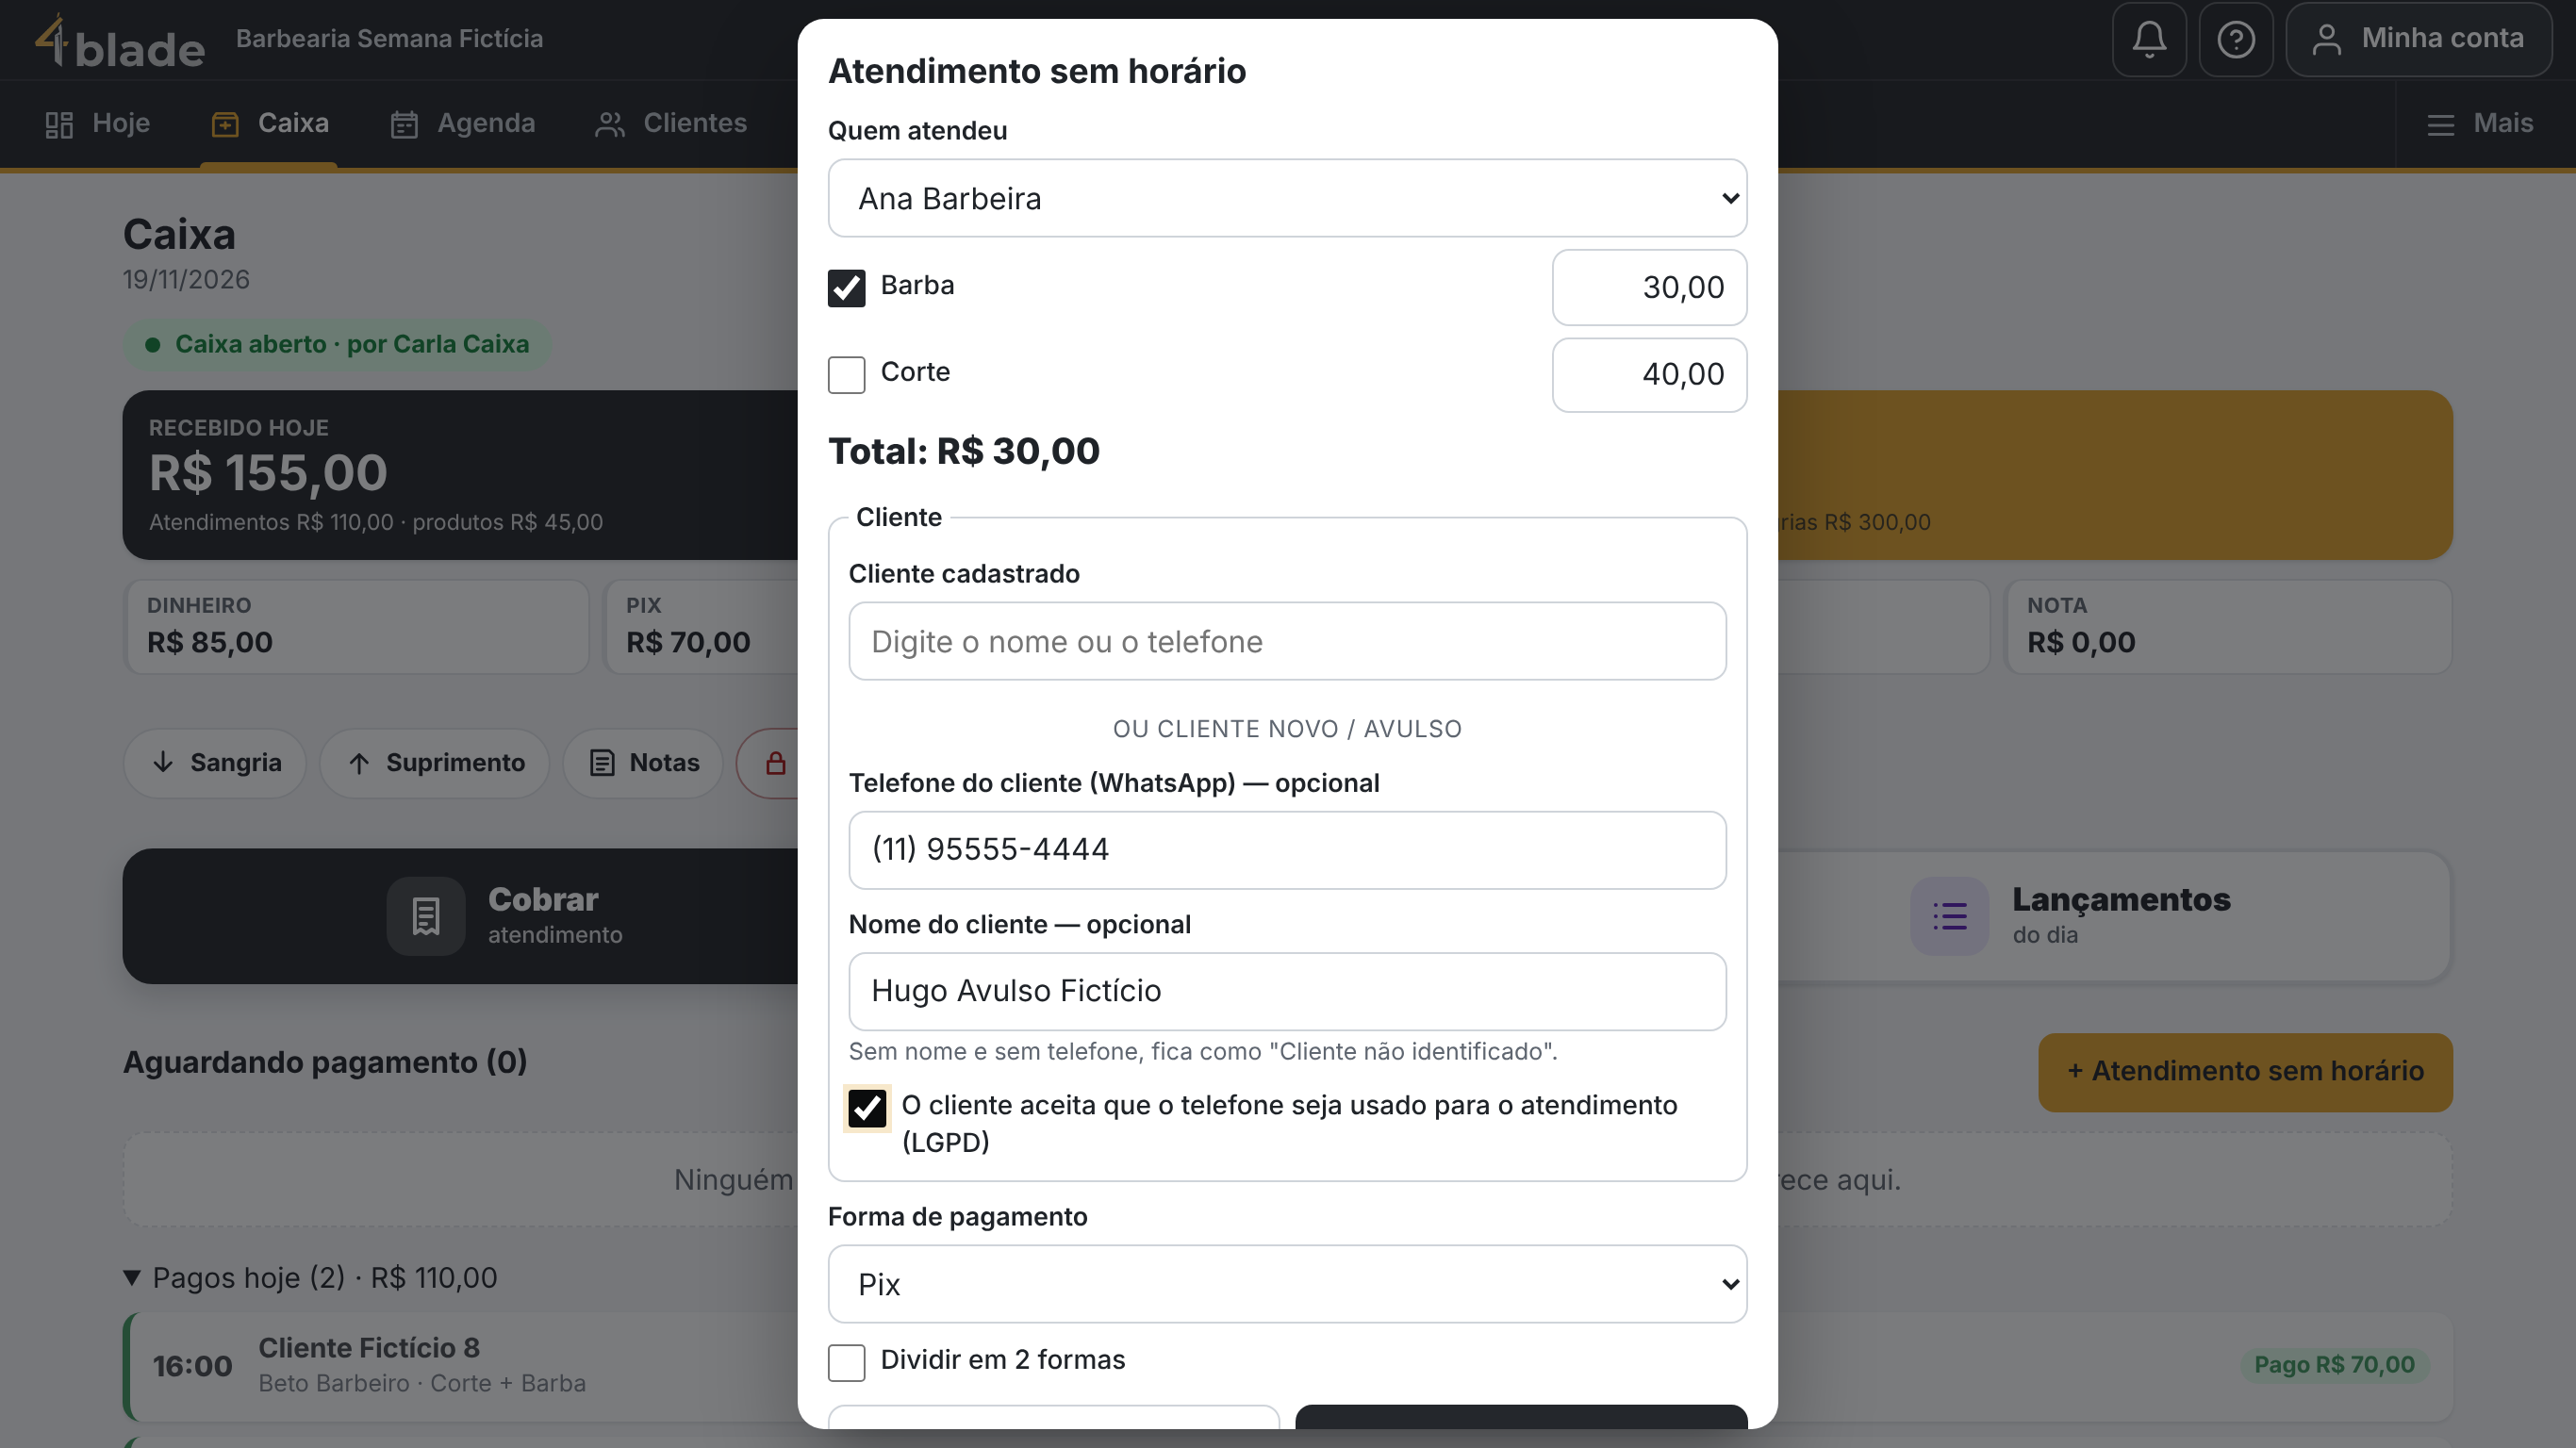 4blade
Barbearia Semana Fictícia
Minha conta
Hoje
Caixa
Agenda
Clientes
Mais
Caixa
19/11/2026
Caixa aberto · por Carla Caixa
RECEBIDO HOJE
R$ 155,00
Atendimentos R$ 110,00 · produtos R$ 45,00
R$ 300,00
DINHEIRO
R$ 85,00
PIX
R$ 70,00
NOTA
R$ 0,00
Sangria
Suprimento
Notas
Cobrar
atendimento
Lançamentos
do dia
Aguardando pagamento (0)
+ Atendimento sem horário
Ninguém
aqui.
Pagos hoje (2) · R$ 110,00
16:00
Cliente Fictício 8
Beto Barbeiro · Corte + Barba
Pago R$ 70,00
Atendimento sem horário
Quem atendeu
Ana Barbeira
Barba
30,00
Corte
40,00
Total: R$ 30,00
Cliente
Cliente cadastrado
Digite o nome ou o telefone
OU CLIENTE NOVO / AVULSO
Telefone do cliente (WhatsApp) — opcional
(11) 95555-4444
Nome do cliente — opcional
Hugo Avulso Fictício
Sem nome e sem telefone, fica como "Cliente não identificado".
O cliente aceita que o telefone seja usado para o atendimento
(LGPD)
Forma de pagamento
Pix
Dividir em 2 formas